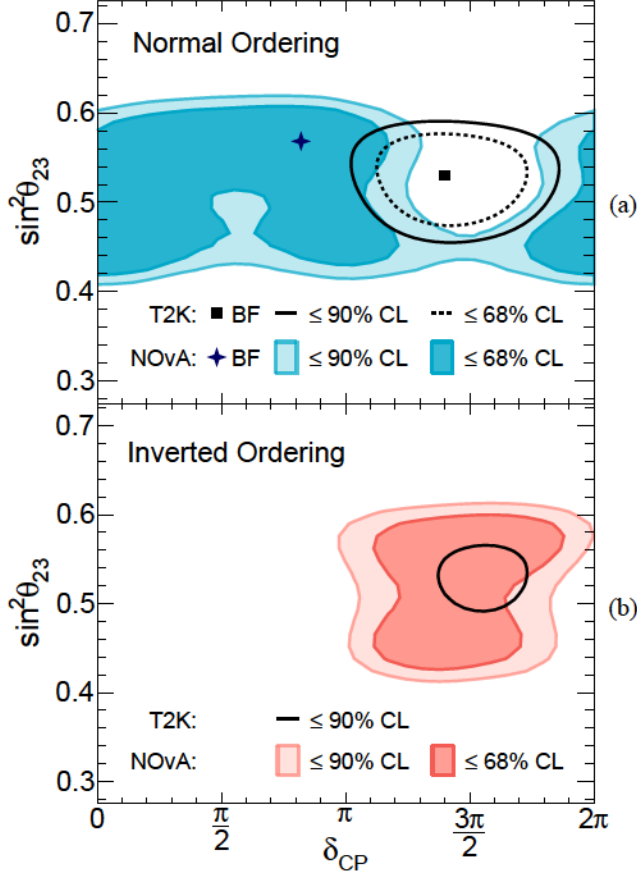 0.7
Normal Ordering
0.6
0.5
0.4
0.3
sin²θ₂₃
(a)
T2K: BF ≤ 90% CL ≤ 68% CL
NOvA: BF ≤ 90% CL ≤ 68% CL
0.7
Inverted Ordering
0.6
0.5
0.4
0.3
sin²θ₂₃
(b)
T2K: ≤ 90% CL
NOvA: ≤ 90% CL ≤ 68% CL
0 π/2 π 3π/2 2π
δCP